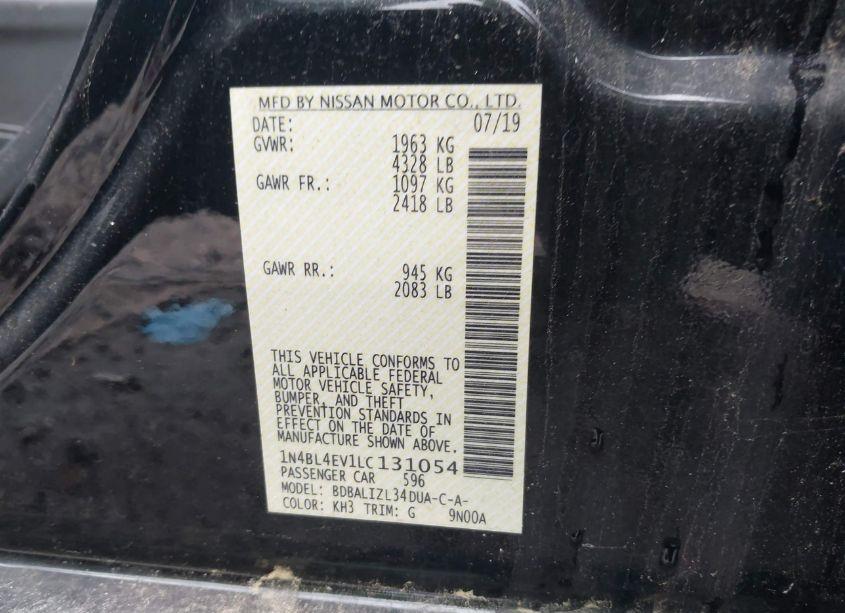 MFD BY NISSAN MOTOR CO., LTD.
DATE: 07/19
GVWR: 1963 KG
4328 LB
GAWR FR.: 1097 KG
2418 LB
GAWR RR.: 945 KG
2083 LB
THIS VEHICLE CONFORMS TO
ALL APPLICABLE FEDERAL
MOTOR VEHICLE SAFETY,
BUMPER, AND THEFT
PREVENTION STANDARDS IN
EFFECT ON THE DATE OF
MANUFACTURE SHOWN ABOVE.
1N4BL4EV1LC131054
PASSENGER CAR 596
MODEL: BDBALIZL34DUA-C-A-
COLOR: KH3 TRIM: G 9N00A